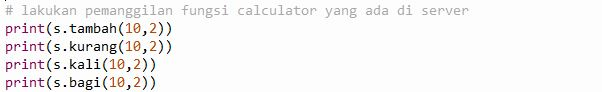 # lakukan pemanggilan fungsi calculator yang ada di server
print(s.tambah(10,2))
print(s.kurang(10,2))
print(s.kali(10,2))
print(s.bagi(10,2))